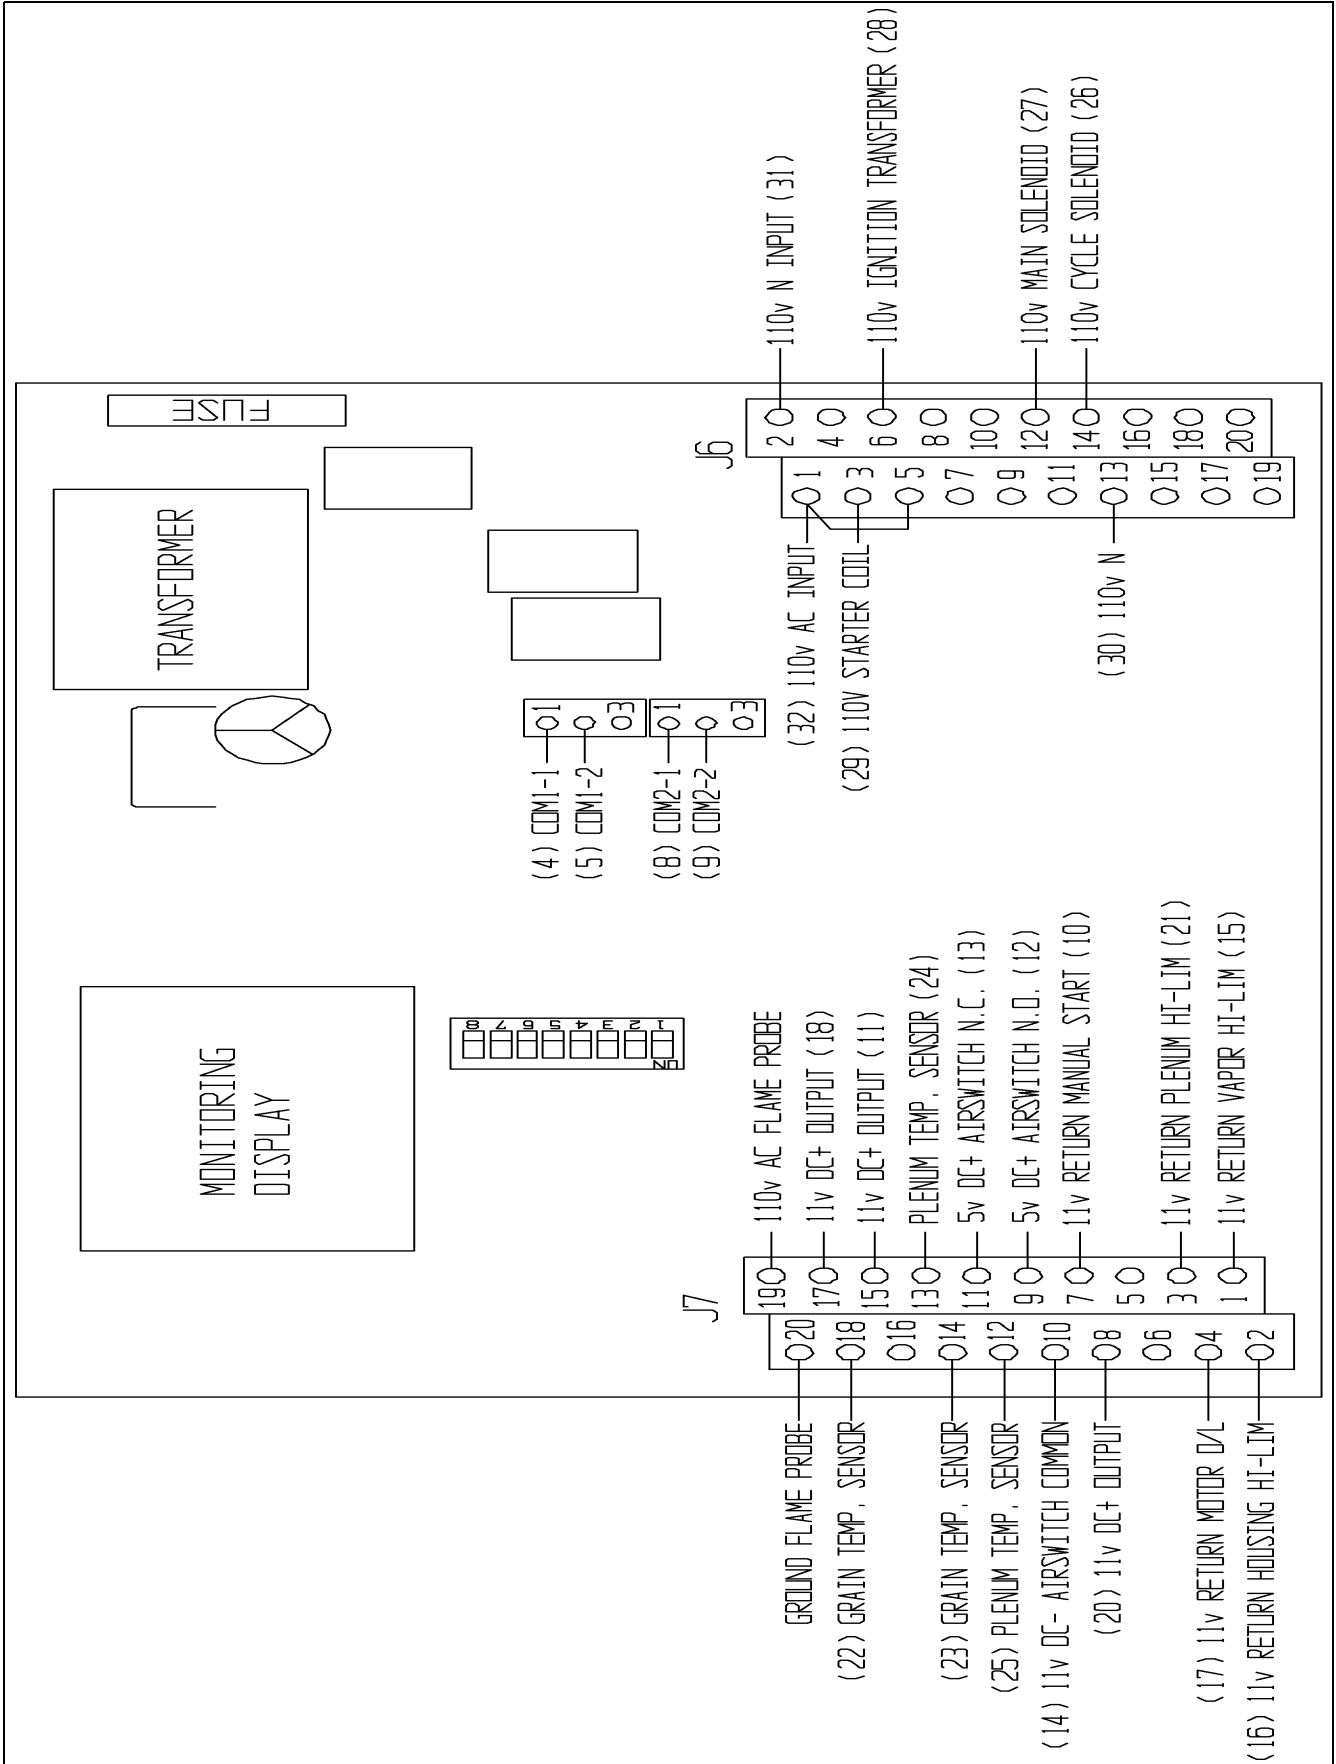 FUSE
TRANSFORMER
MONITORING
DISPLAY
8 7 6 5 4 3 2 1
ON
(4) COM1-1
1
(5) COM1-2
3
(8) COM2-1
1
(9) COM2-2
3
J6
2
110v N INPUT (31)
4
6
110v IGNITION TRANSFORMER (28)
8
10
12
110v MAIN SOLENOID (27)
14
110v CYCLE SOLENOID (26)
16
18
20
(32) 110v AC INPUT
1
(29) 110V STARTER COIL
3
5
7
9
11
(30) 110v N
13
15
17
19
J7
19
110v AC FLAME PROBE
17
11v DC+ OUTPUT (18)
15
11v DC+ OUTPUT (11)
13
PLENUM TEMP. SENSOR (24)
11
5v DC+ AIRSWITCH N.C. (13)
9
5v DC+ AIRSWITCH N.O. (12)
7
11v RETURN MANUAL START (10)
5
3
11v RETURN PLENUM HI-LIM (21)
1
11v RETURN VAPOR HI-LIM (15)
GROUND FLAME PROBE
20
(22) GRAIN TEMP. SENSOR
18
16
(23) GRAIN TEMP. SENSOR
14
(25) PLENUM TEMP. SENSOR
12
(14) 11v DC- AIRSWITCH COMMON
10
(20) 11v DC+ OUTPUT
8
6
(17) 11v RETURN MOTOR O/L
4
(16) 11v RETURN HOUSING HI-LIM
2